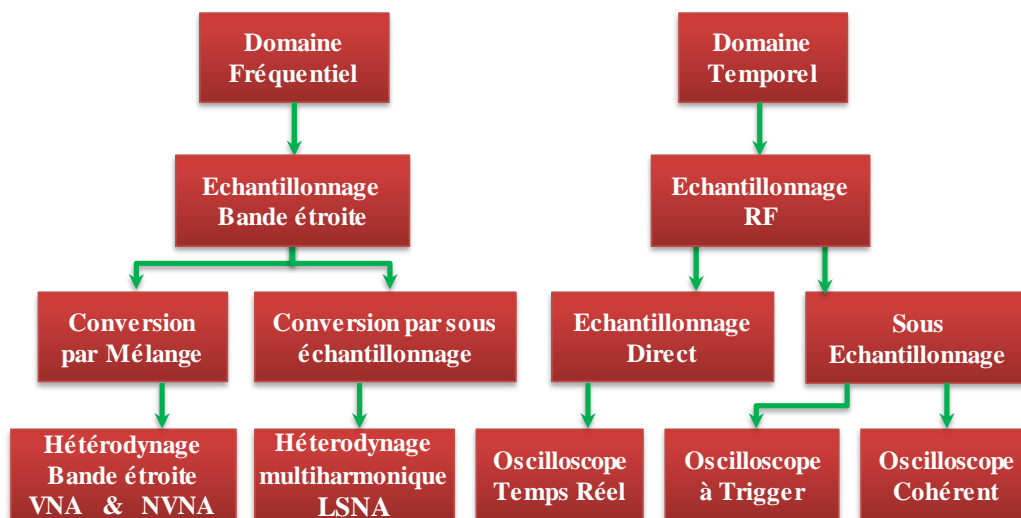 Domaine
Fréquentiel
Domaine
Temporel
Echantillonnage
Bande étroite
Echantillonnage
RF
Conversion
par Mélange
Conversion par sous
échantillonnage
Echantillonnage
Direct
Sous
Echantillonnage
Hétérodynage
Bande étroite
VNA & NVNA
Héterodynage
multiharmonique
LSNA
Oscilloscope
Temps Réel
Oscilloscope
à Trigger
Oscilloscope
Cohérent